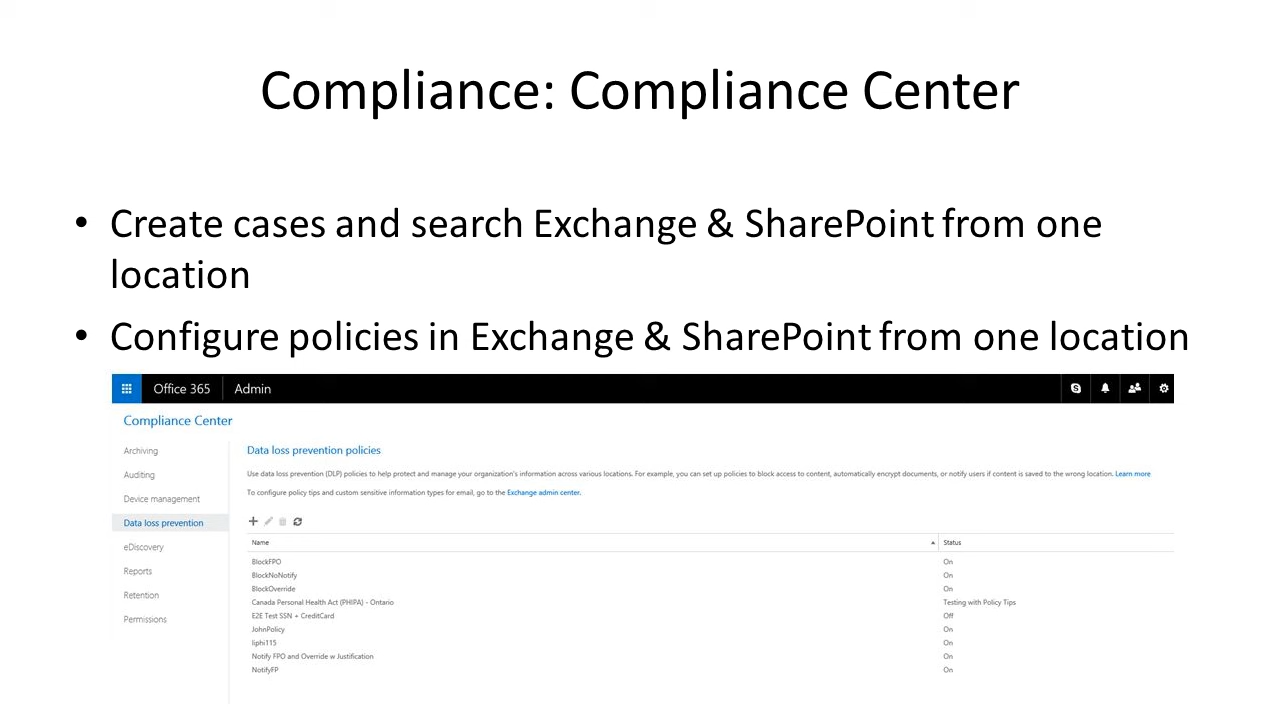 Compliance: Compliance Center
• Create cases and search Exchange & SharePoint from one
location
• Configure policies in Exchange & SharePoint from one location
Office 365 Admin
Compliance Center
Archiving
Auditing
Device management
Data loss prevention
eDiscovery
Reports
Retention
Permissions
Data loss prevention policies
Use data loss prevention (DLP) policies to help protect and manage your organization's information across various locations. For example, you can set up policies to block access to content, automatically encrypt documents, or notify users if content is saved to the wrong location. Learn more
To configure policy tips and custom sensitive information types for email, go to the Exchange admin center.
Name Status
BlockFPO On
BlockNoNotify On
BlockOverride On
Canada Personal Health Act (PHIPA) - Ontario Testing with Policy Tips
E2E Test SSN + CreditCard Off
JohnPolicy On
liphi115 On
Notify FPO and Override w Justification On
NotifyFP On